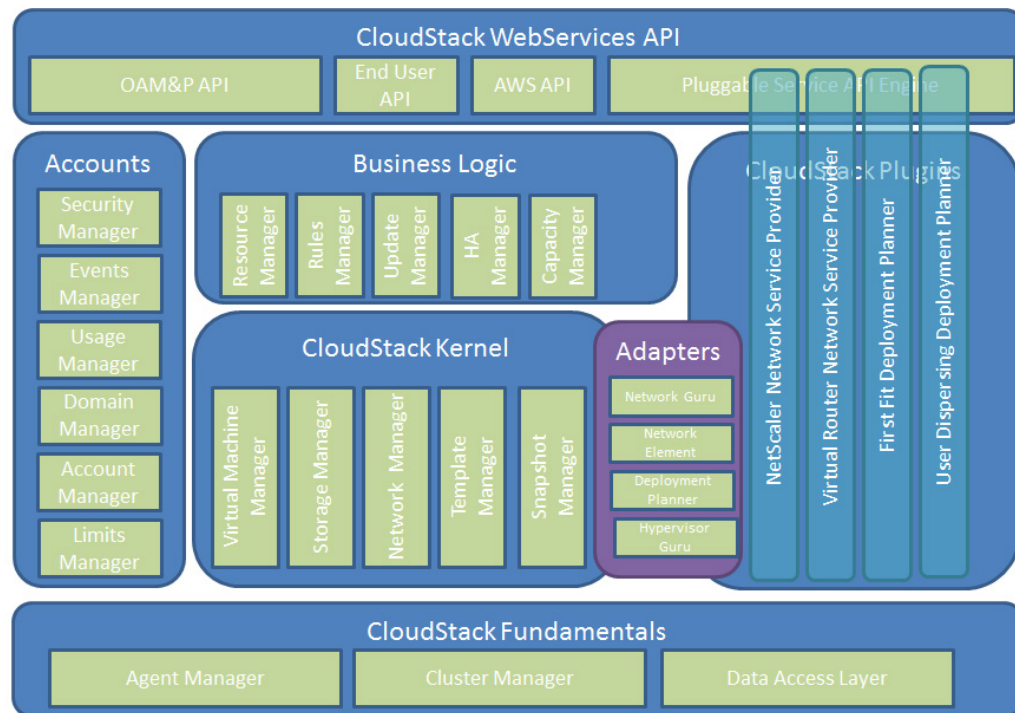 CloudStack WebServices API
OAM&P API
End User
API
AWS API
Pluggable Service API Engine
Accounts
Security
Manager
Events
Manager
Usage
Manager
Domain
Manager
Account
Manager
Limits
Manager
Business Logic
Resource
Manager
Rules
Manager
Update
Manager
HA
Manager
Capacity
Manager
CloudStack Kernel
Virtual Machine
Manager
Storage Manager
Network Manager
Template
Manager
Snapshot
Manager
Adapters
Network Guru
Network
Element
Deployment
Planner
Hypervisor
Guru
CloudStack Plugins
NetScaler Network Service Provider
Virtual Router Network Service Provider
First Fit Deployment Planner
User Dispersing Deployment Planner
CloudStack Fundamentals
Agent Manager
Cluster Manager
Data Access Layer